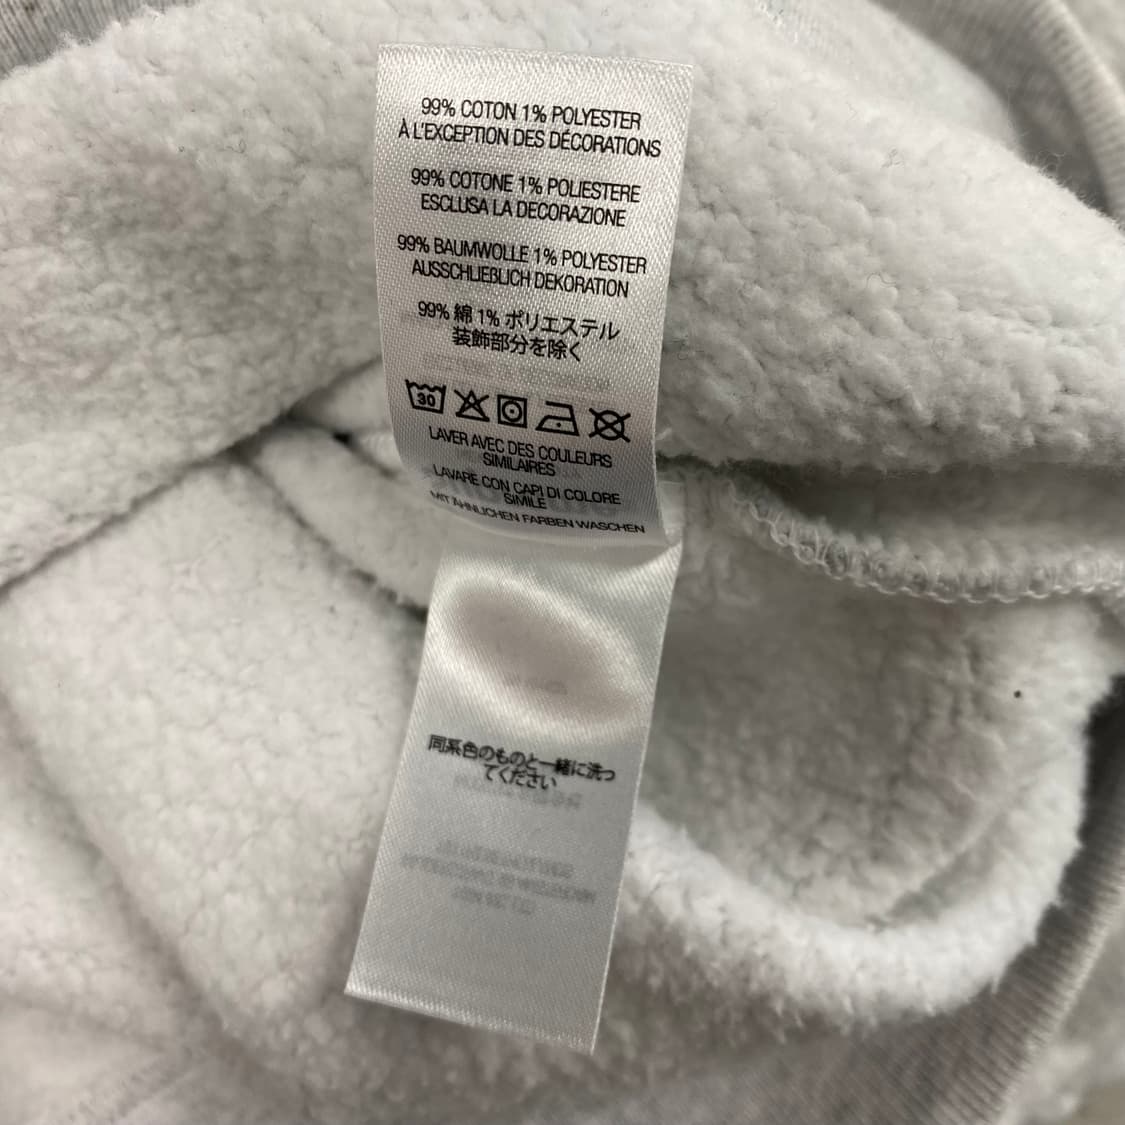 99% COTON 1% POLYESTER
À L'EXCEPTION DES DÉCORATIONS
99% COTONE 1% POLIESTERE
ESCLUSA LA DECORAZIONE
99% BAUMWOLLE 1% POLYESTER
AUSSCHLIEßLICH DEKORATION
99% 綿 1% ポリエステル
装飾部分を除く
30
LAVER AVEC DES COULEURS
SIMILAIRES
LAVARE CON CAPI DI COLORE
SIMILE
MIT ÄHNLICHEN FARBEN WASCHEN
同系色のものと一緒に洗っ
てください